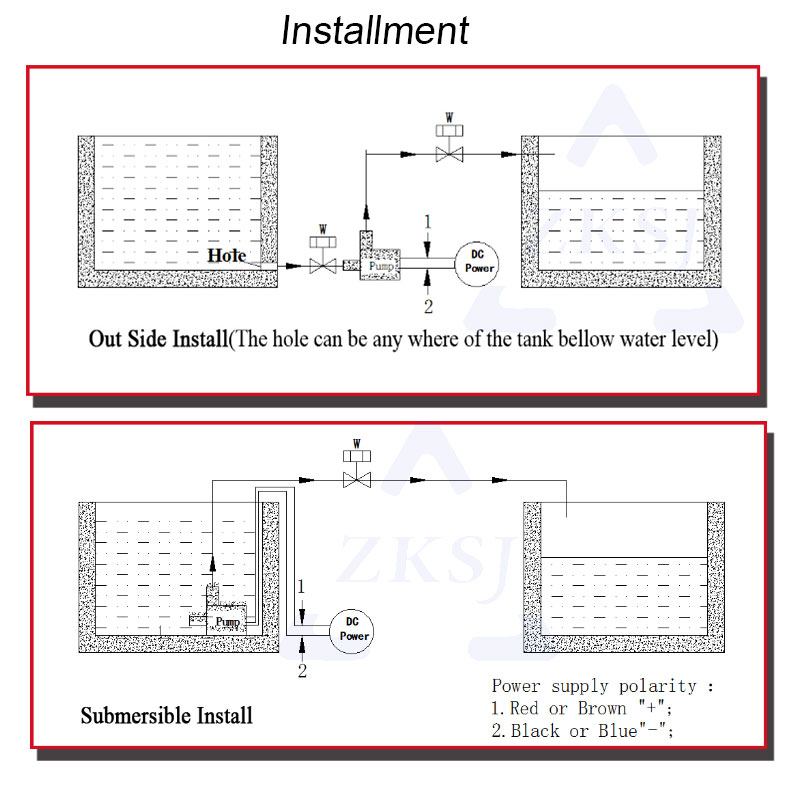 Installment
W
W
1
Hole
Pump
DC
Power
2
ZKSJ
Out Side Install(The hole can be any where of the tank bellow water level)
W
ZKSJ
1
Pump
DC
Power
2
Power supply polarity :
1.Red or Brown "+";
2.Black or Blue"-";
Submersible Install